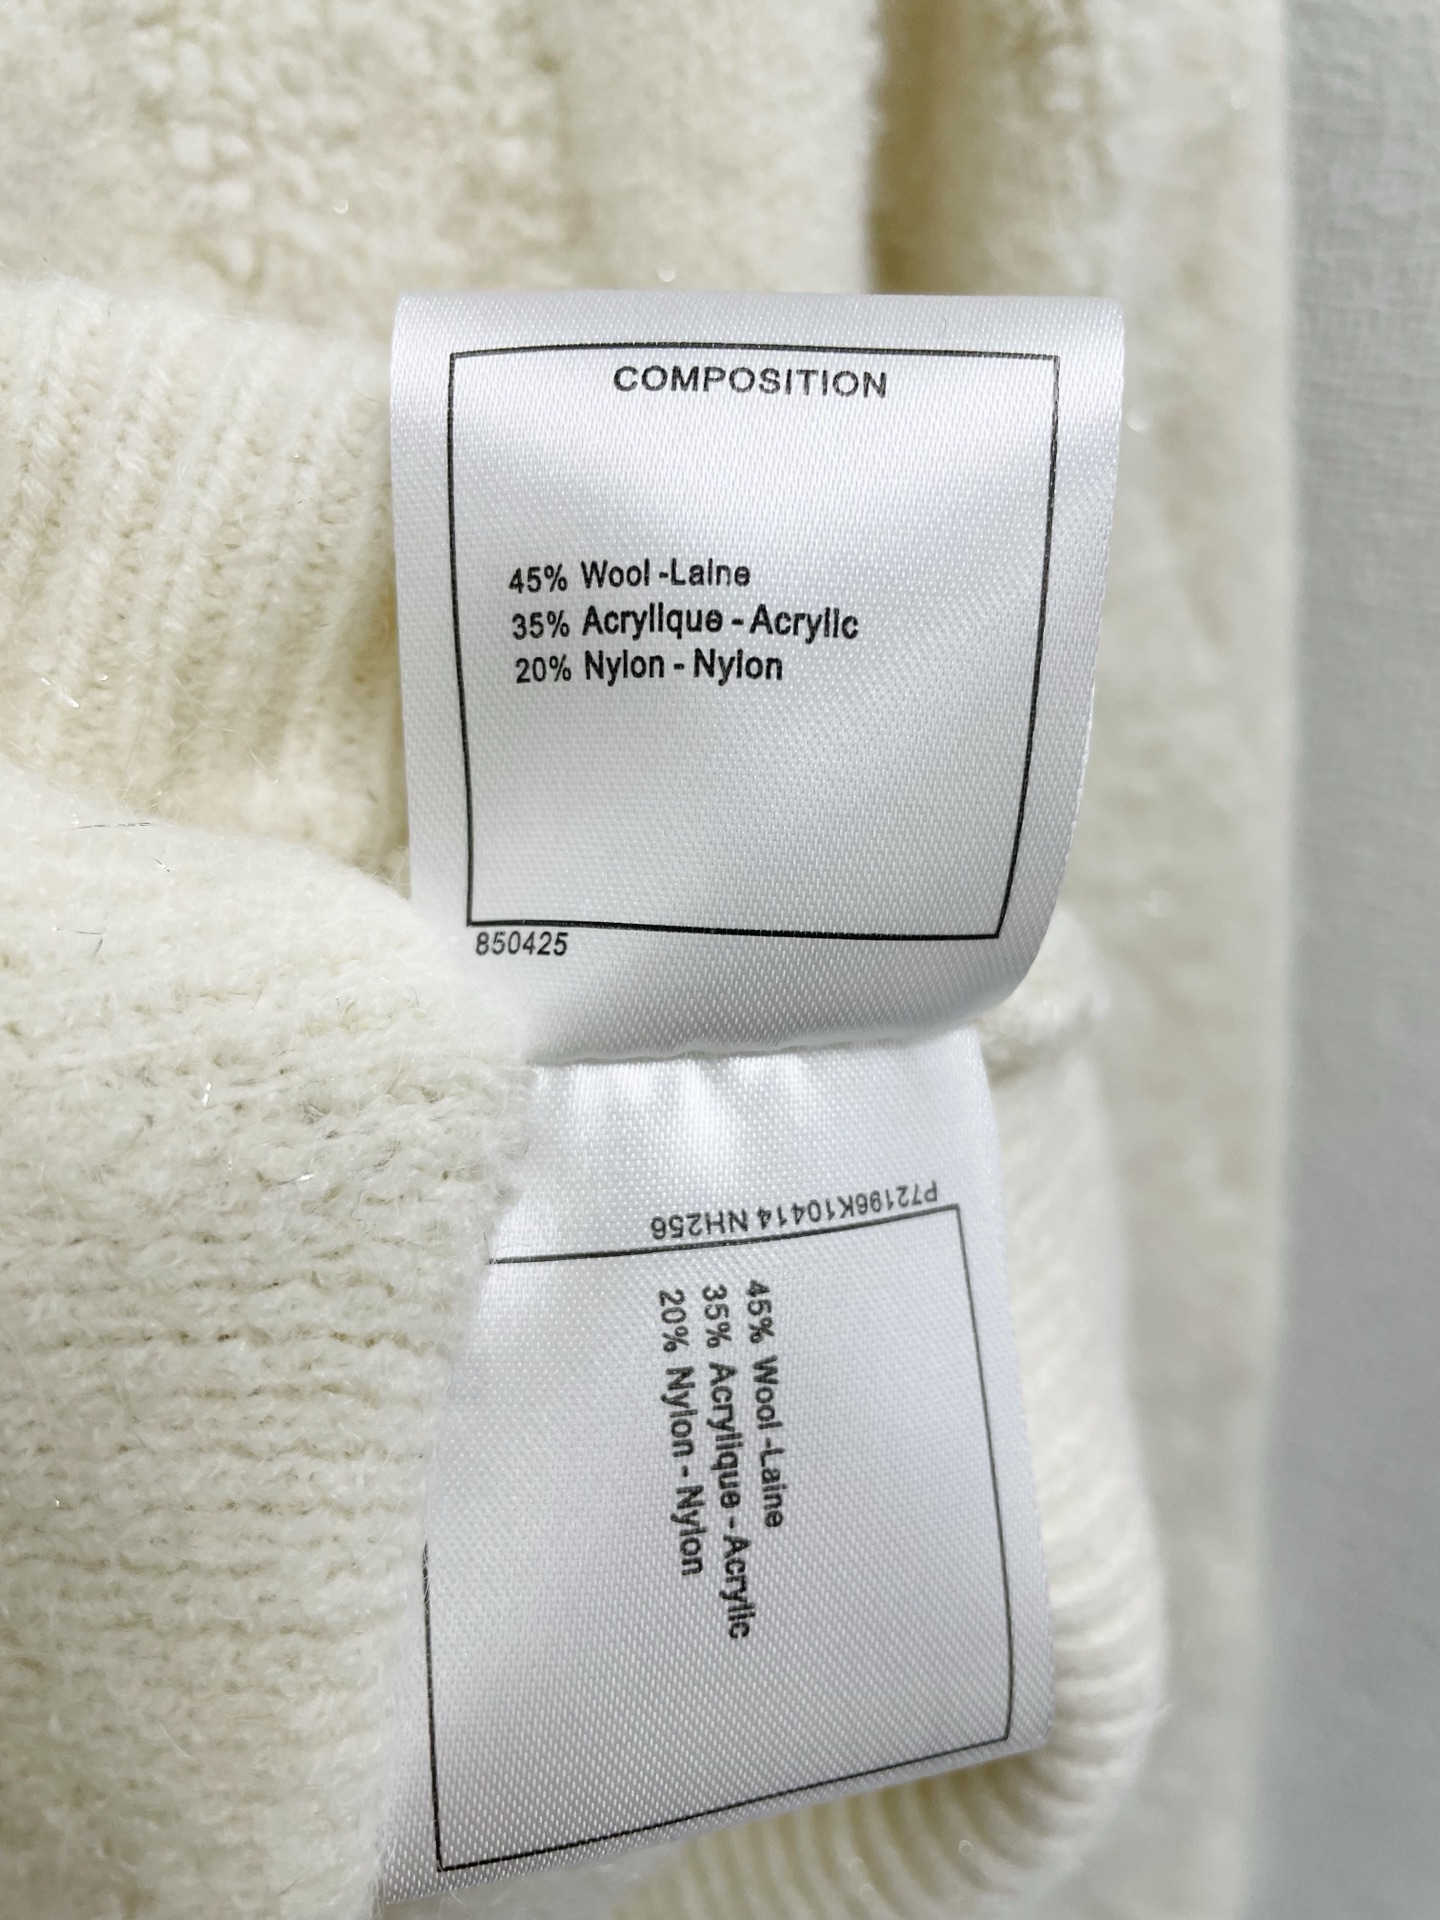 COMPOSITION
45% Wool -Laine
35% Acrylique - Acrylic
20% Nylon - Nylon
850425
P72196K10414 NH256
45% Wool -Laine
35% Acrylique - Acrylic
20% Nylon - Nylon